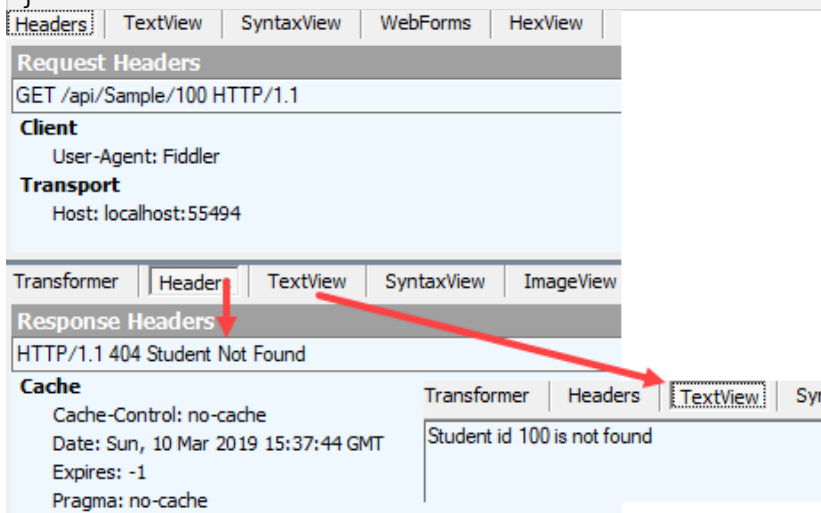 }
Headers TextView SyntaxView WebForms HexView
Request Headers
GET /api/Sample/100 HTTP/1.1
Client
User-Agent: Fiddler
Transport
Host: localhost:55494
Transformer Headers TextView SyntaxView ImageView
Response Headers
HTTP/1.1 404 Student Not Found
Cache
Cache-Control: no-cache
Date: Sun, 10 Mar 2019 15:37:44 GMT
Expires: -1
Pragma: no-cache
Transformer Headers TextView Syn
Student id 100 is not found